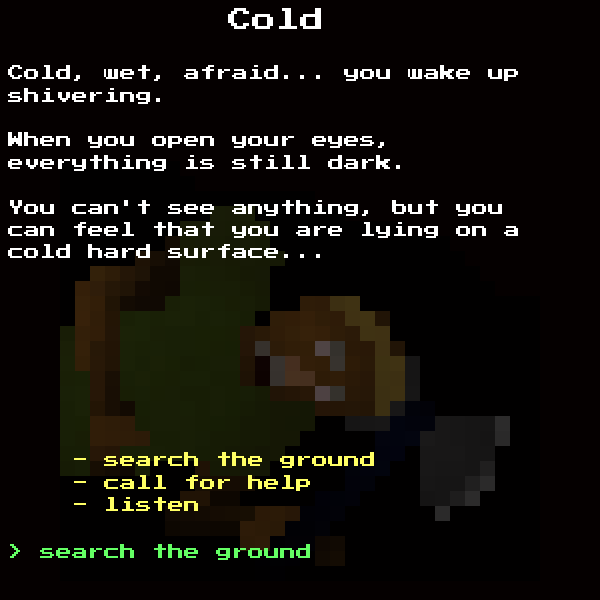 Cold
Cold, wet, afraid... you wake up
shivering.
When you open your eyes,
everything is still dark.
You can't see anything, but you
can feel that you are lying on a
cold hard surface...
- search the ground
- call for help
- listen
> search the ground